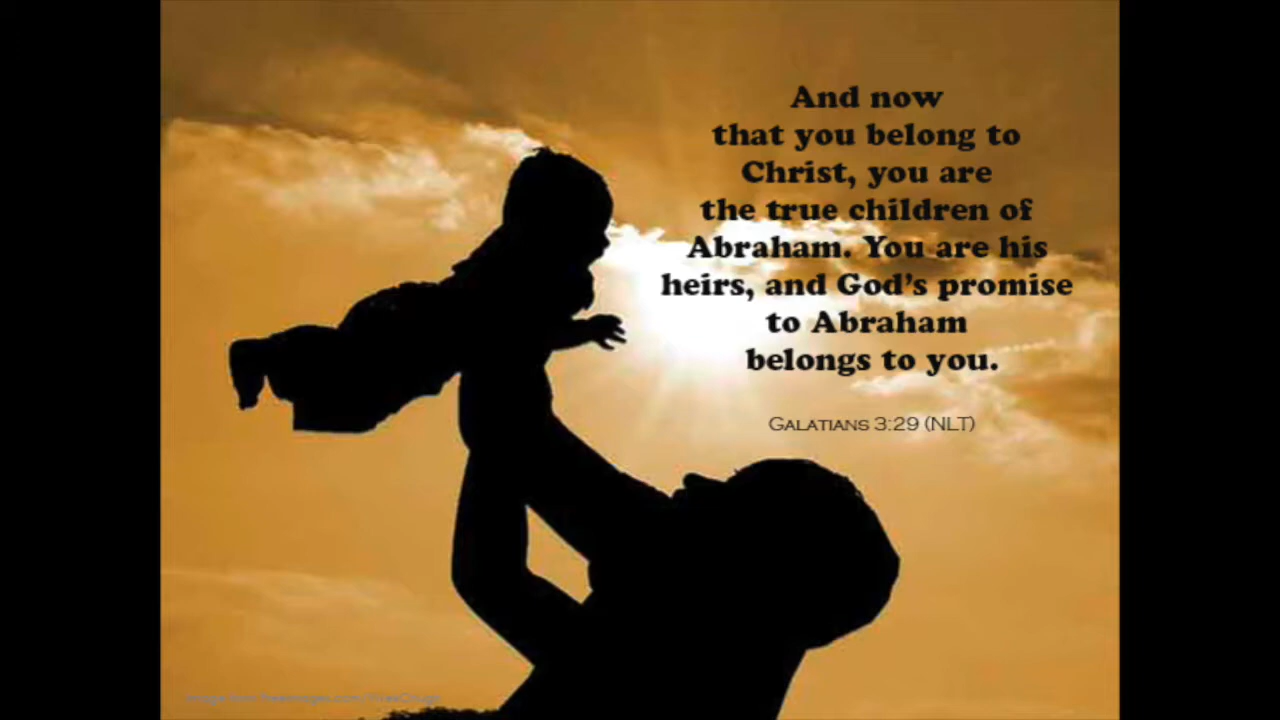 And now
that you belong to
Christ, you are
the true children of
Abraham. You are his
heirs, and God's promise
to Abraham
belongs to you.
Galatians 3:29 (NLT)